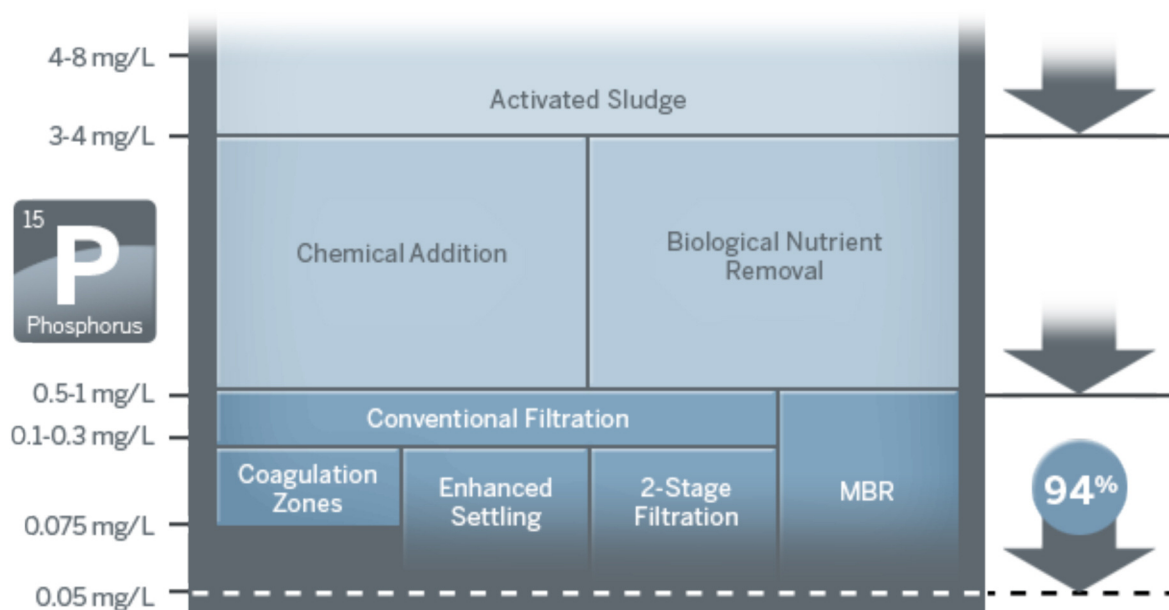 4-8 mg/L
Activated Sludge
3-4 mg/L
15
P
Phosphorus
Chemical Addition
Biological Nutrient
Removal
0.5-1 mg/L
Conventional Filtration
0.1-0.3 mg/L
Coagulation
Zones
Enhanced
Settling
2-Stage
Filtration
MBR
94%
0.075 mg/L
0.05 mg/L